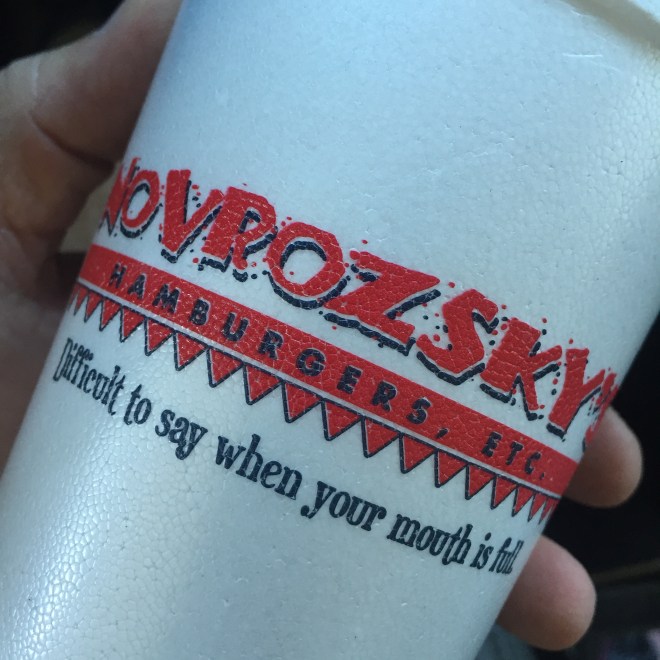 NOVROZSKY'S
HAMBURGERS, ETC.
Difficult to say when your mouth is full.